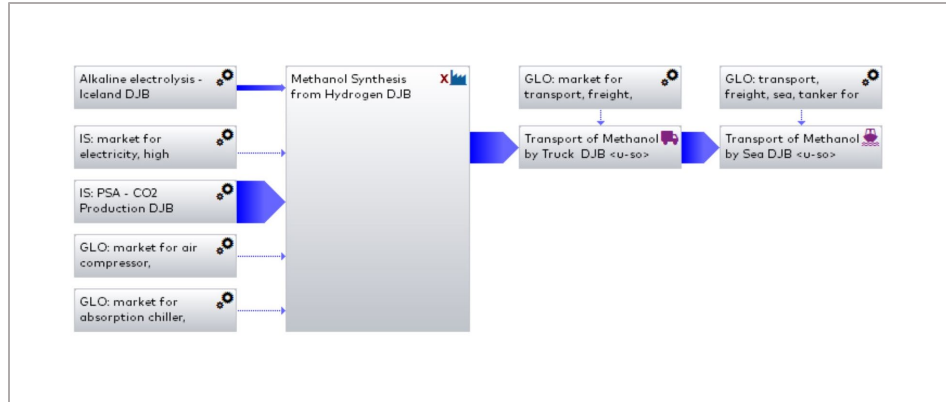 Alkaline electrolysis -
Iceland DJB
IS: market for
electricity, high
IS: PSA - CO2
Production DJB
GLO: market for air
compressor,
GLO: market for
absorption chiller,
Methanol Synthesis
from Hydrogen DJB
X
GLO: market for
transport, freight,
Transport of Methanol
by Truck DJB <u-so>
GLO: transport,
freight, sea, tanker for
Transport of Methanol
by Sea DJB <u-so>